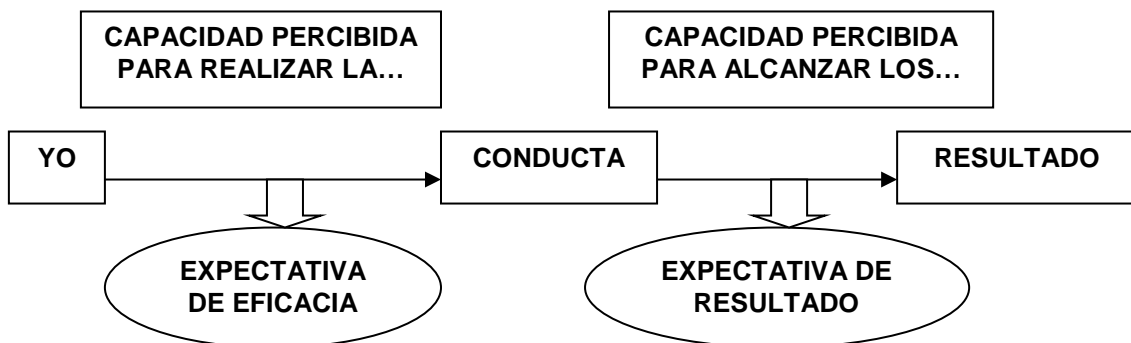 CAPACIDAD PERCIBIDA
PARA REALIZAR LA…
CAPACIDAD PERCIBIDA
PARA ALCANZAR LOS…
YO
CONDUCTA
RESULTADO
EXPECTATIVA
DE EFICACIA
EXPECTATIVA DE
RESULTADO